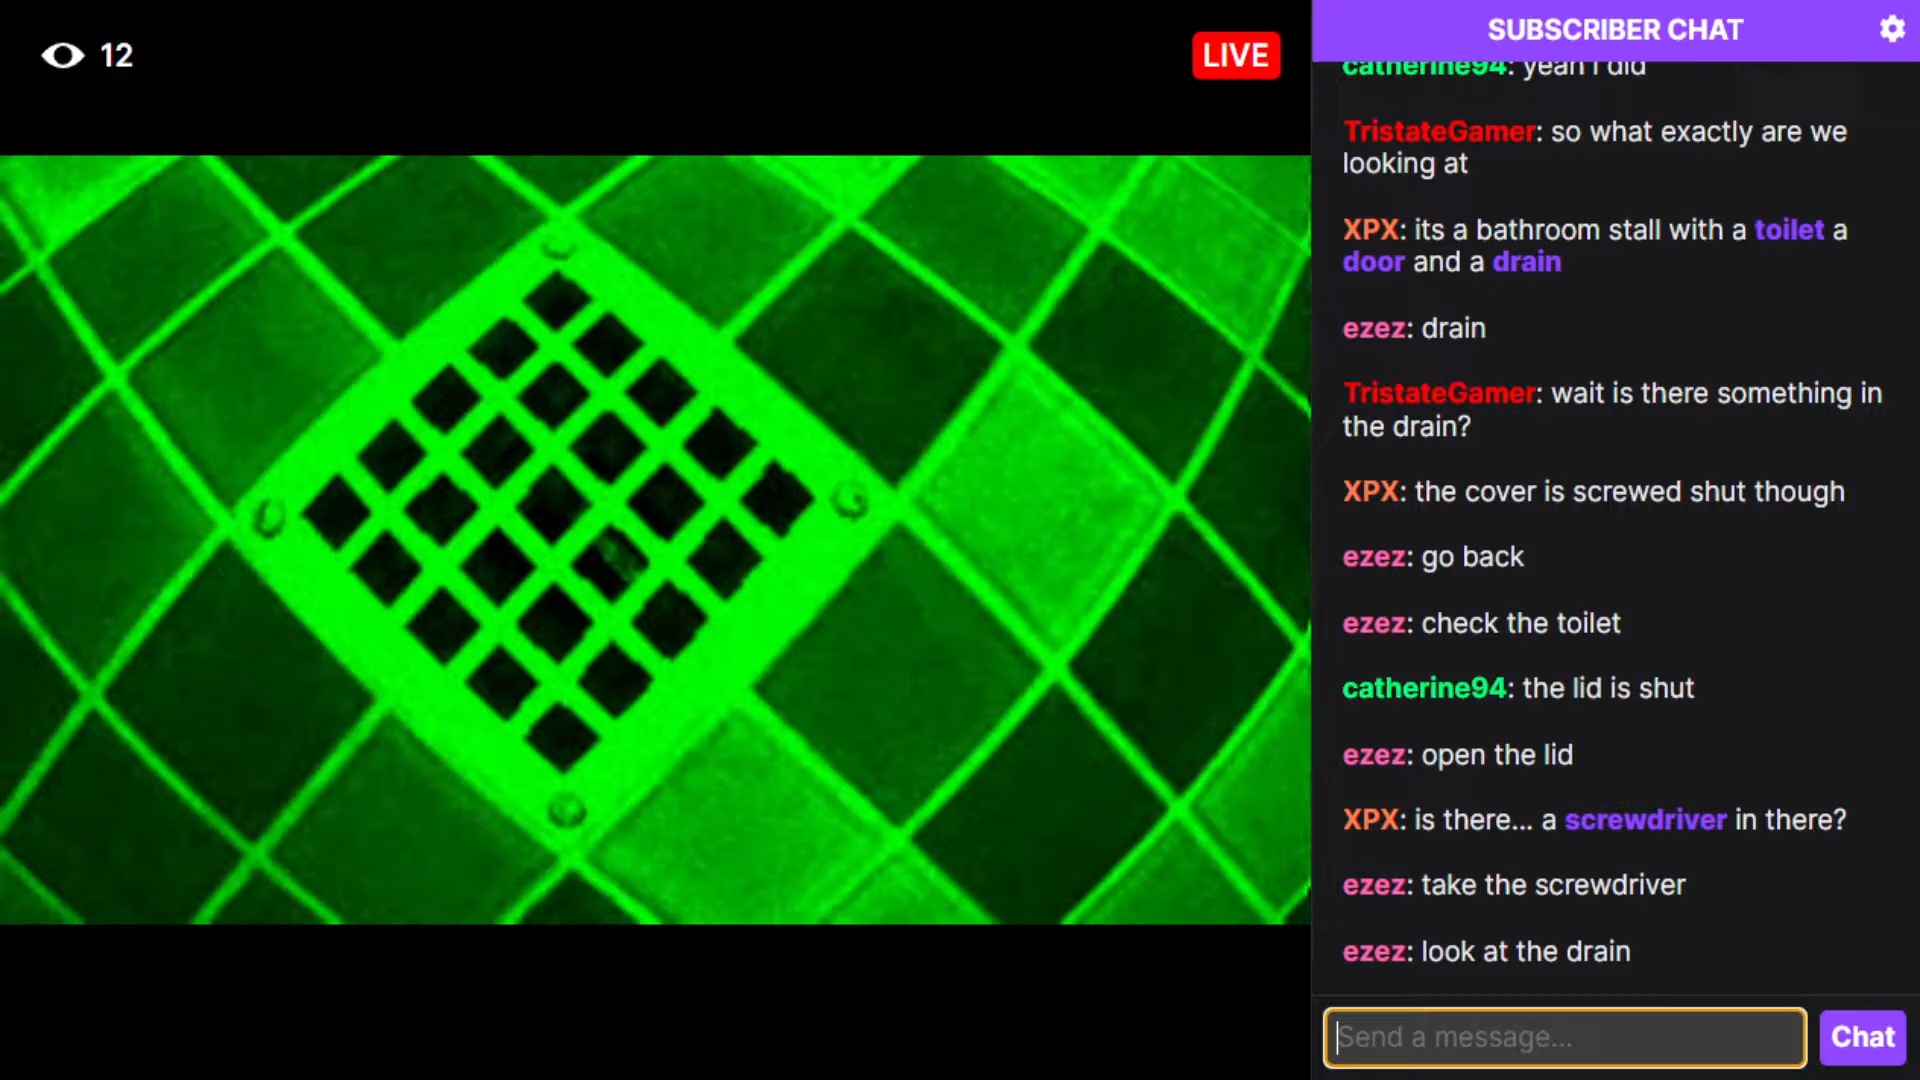 12
LIVE
SUBSCRIBER CHAT
catherine94: yeah i did
TristateGamer: so what exactly are we
looking at
XPX: its a bathroom stall with a toilet a
door and a drain
ezez: drain
TristateGamer: wait is there something in
the drain?
XPX: the cover is screwed shut though
ezez: go back
ezez: check the toilet
catherine94: the lid is shut
ezez: open the lid
XPX: is there... a screwdriver in there?
ezez: take the screwdriver
ezez: look at the drain
Send a message...
Chat